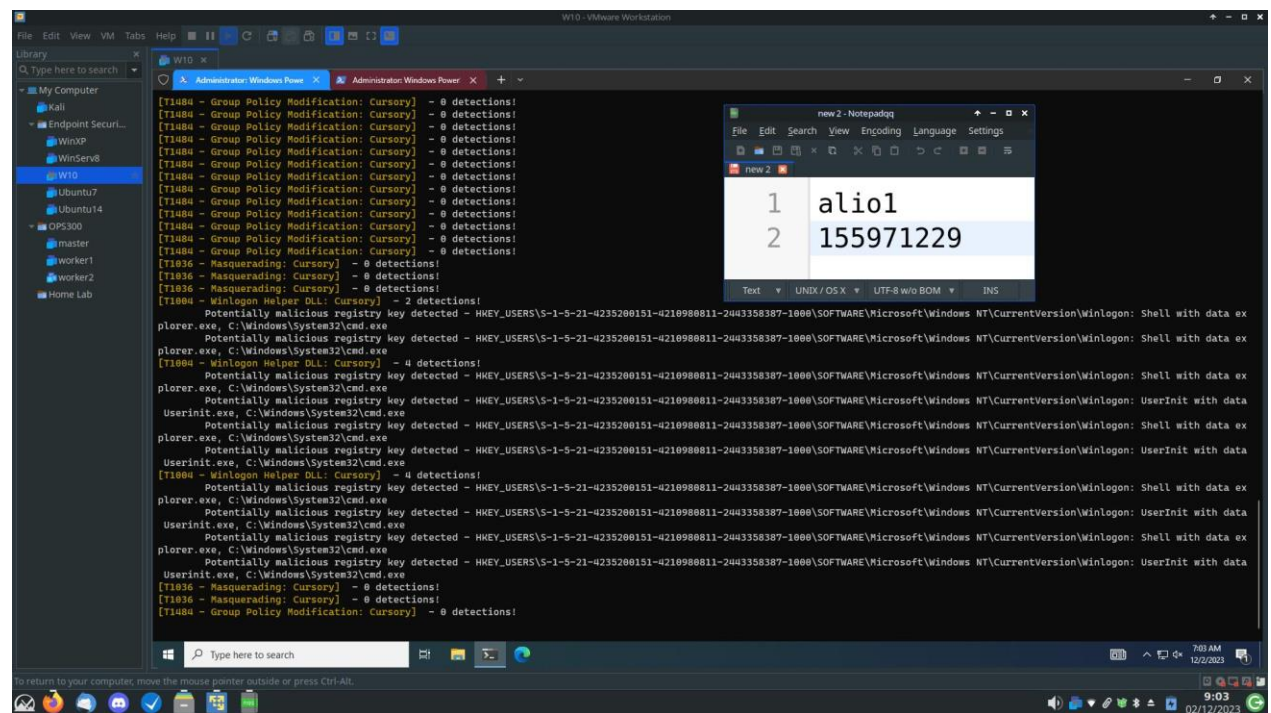 W10 - VMware Workstation
File Edit View VM Tabs Help
Library
W10
Type here to search
Administrator: Windows Powe
Administrator: Windows Power
My Computer
Kali
Endpoint Securi...
WinXP
WinServ8
W10
Ubuntu7
Ubuntu14
OPS300
master
worker1
worker2
Home Lab
[T1484 - Group Policy Modification: Cursory] - 0 detections!
[T1484 - Group Policy Modification: Cursory] - 0 detections!
[T1484 - Group Policy Modification: Cursory] - 0 detections!
[T1484 - Group Policy Modification: Cursory] - 0 detections!
[T1484 - Group Policy Modification: Cursory] - 0 detections!
[T1484 - Group Policy Modification: Cursory] - 0 detections!
[T1484 - Group Policy Modification: Cursory] - 0 detections!
[T1484 - Group Policy Modification: Cursory] - 0 detections!
[T1484 - Group Policy Modification: Cursory] - 0 detections!
[T1484 - Group Policy Modification: Cursory] - 0 detections!
[T1484 - Group Policy Modification: Cursory] - 0 detections!
[T1484 - Group Policy Modification: Cursory] - 0 detections!
[T1484 - Group Policy Modification: Cursory] - 0 detections!
[T1036 - Masquerading: Cursory] - 0 detections!
[T1036 - Masquerading: Cursory] - 0 detections!
[T1036 - Masquerading: Cursory] - 0 detections!
[T1004 - Winlogon Helper DLL: Cursory] - 2 detections!
Potentially malicious registry key detected - HKEY_USERS\S-1-5-21-4235200151-4210980811-2443358387-1000\SOFTWARE\Microsoft\Windows NT\CurrentVersion\Winlogon: Shell with data ex
plorer.exe, C:\Windows\System32\cmd.exe
Potentially malicious registry key detected - HKEY_USERS\S-1-5-21-4235200151-4210980811-2443358387-1000\SOFTWARE\Microsoft\Windows NT\CurrentVersion\Winlogon: Shell with data ex
plorer.exe, C:\Windows\System32\cmd.exe
[T1004 - Winlogon Helper DLL: Cursory] - 4 detections!
Potentially malicious registry key detected - HKEY_USERS\S-1-5-21-4235200151-4210980811-2443358387-1000\SOFTWARE\Microsoft\Windows NT\CurrentVersion\Winlogon: Shell with data ex
plorer.exe, C:\Windows\System32\cmd.exe
Potentially malicious registry key detected - HKEY_USERS\S-1-5-21-4235200151-4210980811-2443358387-1000\SOFTWARE\Microsoft\Windows NT\CurrentVersion\Winlogon: UserInit with data
Userinit.exe, C:\Windows\System32\cmd.exe
Potentially malicious registry key detected - HKEY_USERS\S-1-5-21-4235200151-4210980811-2443358387-1000\SOFTWARE\Microsoft\Windows NT\CurrentVersion\Winlogon: Shell with data ex
plorer.exe, C:\Windows\System32\cmd.exe
Potentially malicious registry key detected - HKEY_USERS\S-1-5-21-4235200151-4210980811-2443358387-1000\SOFTWARE\Microsoft\Windows NT\CurrentVersion\Winlogon: UserInit with data
Userinit.exe, C:\Windows\System32\cmd.exe
[T1004 - Winlogon Helper DLL: Cursory] - 4 detections!
Potentially malicious registry key detected - HKEY_USERS\S-1-5-21-4235200151-4210980811-2443358387-1000\SOFTWARE\Microsoft\Windows NT\CurrentVersion\Winlogon: Shell with data ex
plorer.exe, C:\Windows\System32\cmd.exe
Potentially malicious registry key detected - HKEY_USERS\S-1-5-21-4235200151-4210980811-2443358387-1000\SOFTWARE\Microsoft\Windows NT\CurrentVersion\Winlogon: UserInit with data
Userinit.exe, C:\Windows\System32\cmd.exe
Potentially malicious registry key detected - HKEY_USERS\S-1-5-21-4235200151-4210980811-2443358387-1000\SOFTWARE\Microsoft\Windows NT\CurrentVersion\Winlogon: Shell with data ex
plorer.exe, C:\Windows\System32\cmd.exe
Potentially malicious registry key detected - HKEY_USERS\S-1-5-21-4235200151-4210980811-2443358387-1000\SOFTWARE\Microsoft\Windows NT\CurrentVersion\Winlogon: UserInit with data
Userinit.exe, C:\Windows\System32\cmd.exe
[T1036 - Masquerading: Cursory] - 0 detections!
[T1036 - Masquerading: Cursory] - 0 detections!
[T1484 - Group Policy Modification: Cursory] - 0 detections!
new 2 - Notepadqq
File Edit Search View Encoding Language Settings
new 2
1 alio1
2 155971229
Text UNIX / OS X UTF-8 w/o BOM INS
Type here to search
7:03 AM
12/2/2023
To return to your computer, move the mouse pointer outside or press Ctrl-Alt.
9:03
02/12/2023